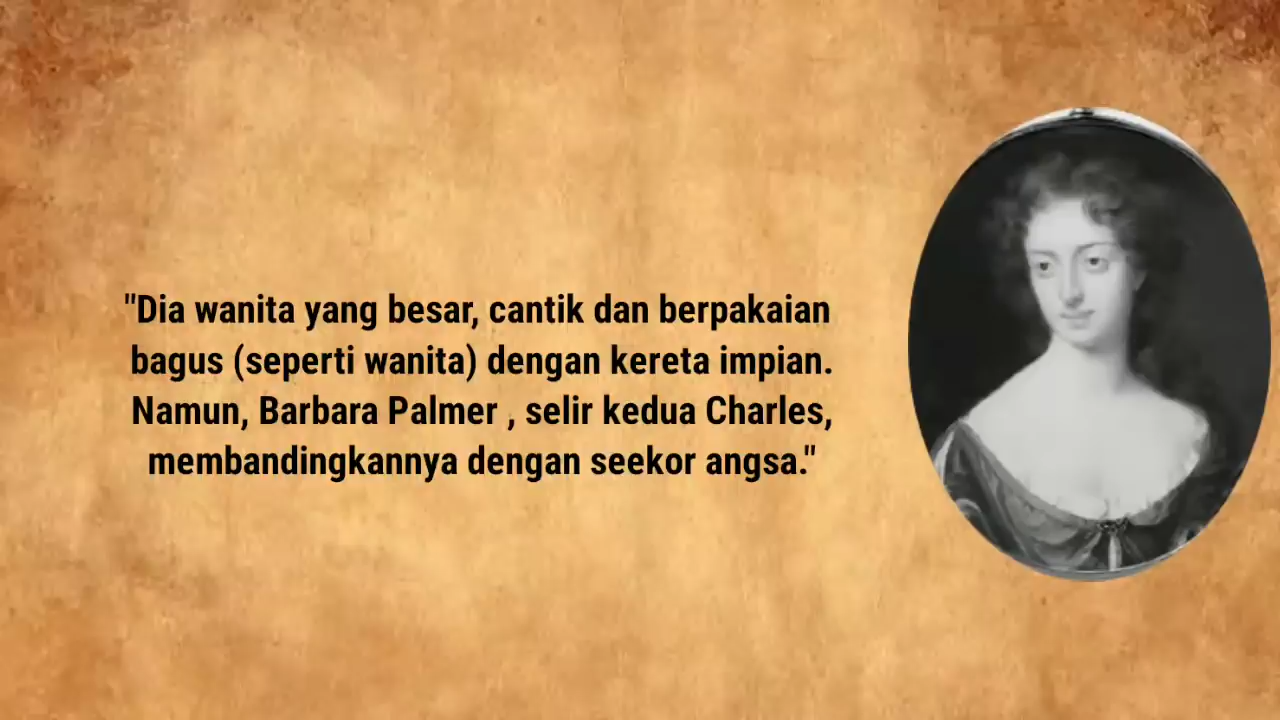 "Dia wanita yang besar, cantik dan berpakaian
bagus (seperti wanita) dengan kereta impian.
Namun, Barbara Palmer , selir kedua Charles,
membandingkannya dengan seekor angsa."